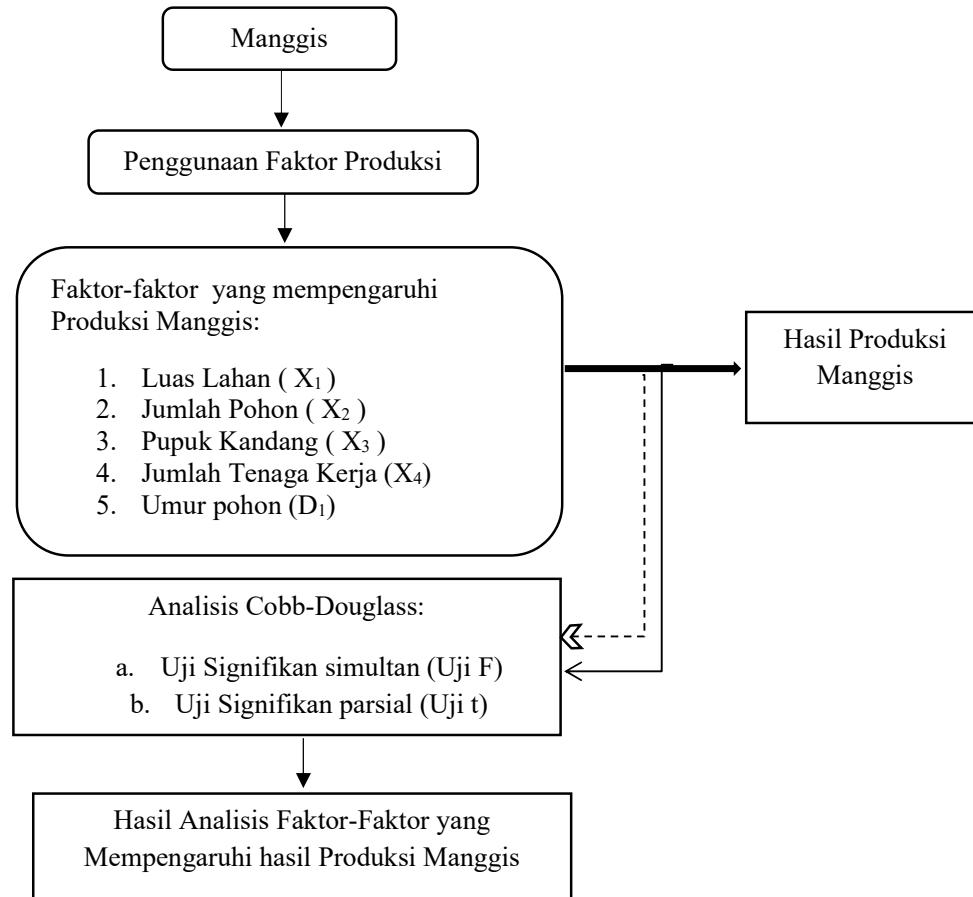 Manggis
Penggunaan Faktor Produksi
Faktor-faktor yang mempengaruhi
Produksi Manggis:
1. Luas Lahan ( X₁ )
2. Jumlah Pohon ( X₂ )
3. Pupuk Kandang ( X₃ )
4. Jumlah Tenaga Kerja (X₄)
5. Umur pohon (D₁)
Hasil Produksi
Manggis
Analisis Cobb-Douglass:
a. Uji Signifikan simultan (Uji F)
b. Uji Signifikan parsial (Uji t)
Hasil Analisis Faktor-Faktor yang
Mempengaruhi hasil Produksi Manggis